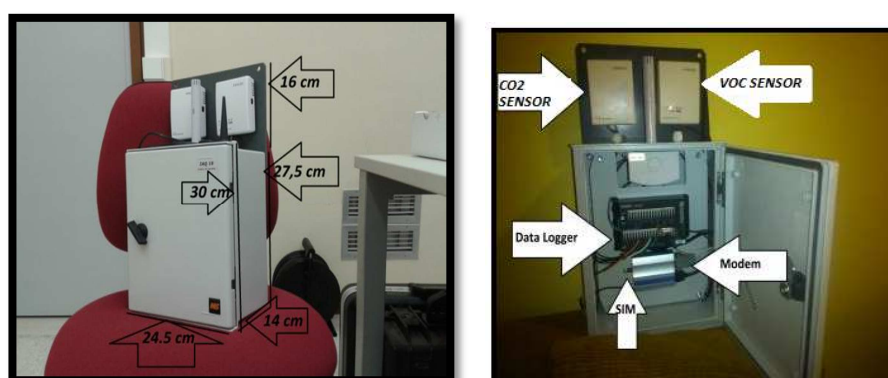 16 cm
27,5 cm
30 cm
14 cm
24.5 cm
CO2
SENSOR
VOC SENSOR
Data Logger
Modem
SIM